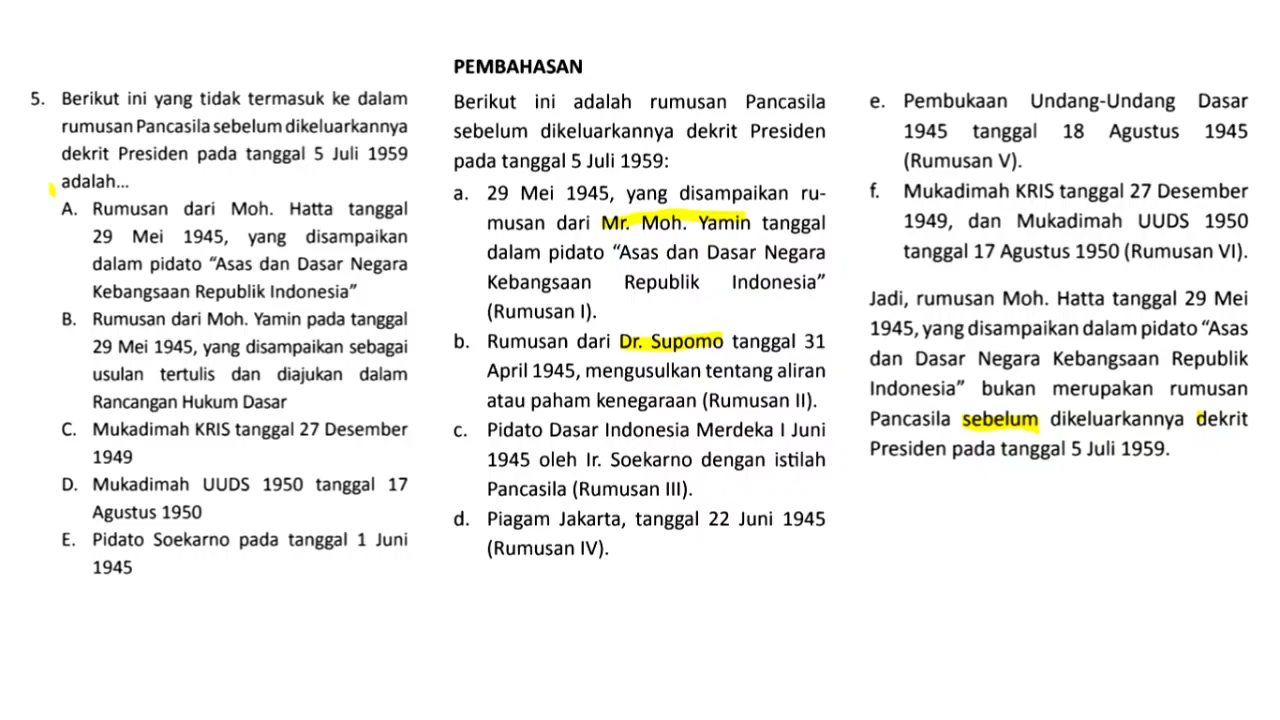 5. Berikut ini yang tidak termasuk ke dalam
rumusan Pancasila sebelum dikeluarkannya
dekrit Presiden pada tanggal 5 Juli 1959
adalah...
A. Rumusan dari Moh. Hatta tanggal
29 Mei 1945, yang disampaikan
dalam pidato “Asas dan Dasar Negara
Kebangsaan Republik Indonesia”
B. Rumusan dari Moh. Yamin pada tanggal
29 Mei 1945, yang disampaikan sebagai
usulan tertulis dan diajukan dalam
Rancangan Hukum Dasar
C. Mukadimah KRIS tanggal 27 Desember
1949
D. Mukadimah UUDS 1950 tanggal 17
Agustus 1950
E. Pidato Soekarno pada tanggal 1 Juni
1945
PEMBAHASAN
Berikut ini adalah rumusan Pancasila
sebelum dikeluarkannya dekrit Presiden
pada tanggal 5 Juli 1959:
a. 29 Mei 1945, yang disampaikan ru-
musan dari Mr. Moh. Yamin tanggal
dalam pidato “Asas dan Dasar Negara
Kebangsaan Republik Indonesia”
(Rumusan I).
b. Rumusan dari Dr. Supomo tanggal 31
April 1945, mengusulkan tentang aliran
atau paham kenegaraan (Rumusan II).
c. Pidato Dasar Indonesia Merdeka I Juni
1945 oleh Ir. Soekarno dengan istilah
Pancasila (Rumusan III).
d. Piagam Jakarta, tanggal 22 Juni 1945
(Rumusan IV).
e. Pembukaan Undang-Undang Dasar
1945 tanggal 18 Agustus 1945
(Rumusan V).
f. Mukadimah KRIS tanggal 27 Desember
1949, dan Mukadimah UUDS 1950
tanggal 17 Agustus 1950 (Rumusan VI).
Jadi, rumusan Moh. Hatta tanggal 29 Mei
1945, yang disampaikan dalam pidato “Asas
dan Dasar Negara Kebangsaan Republik
Indonesia” bukan merupakan rumusan
Pancasila sebelum dikeluarkannya dekrit
Presiden pada tanggal 5 Juli 1959.